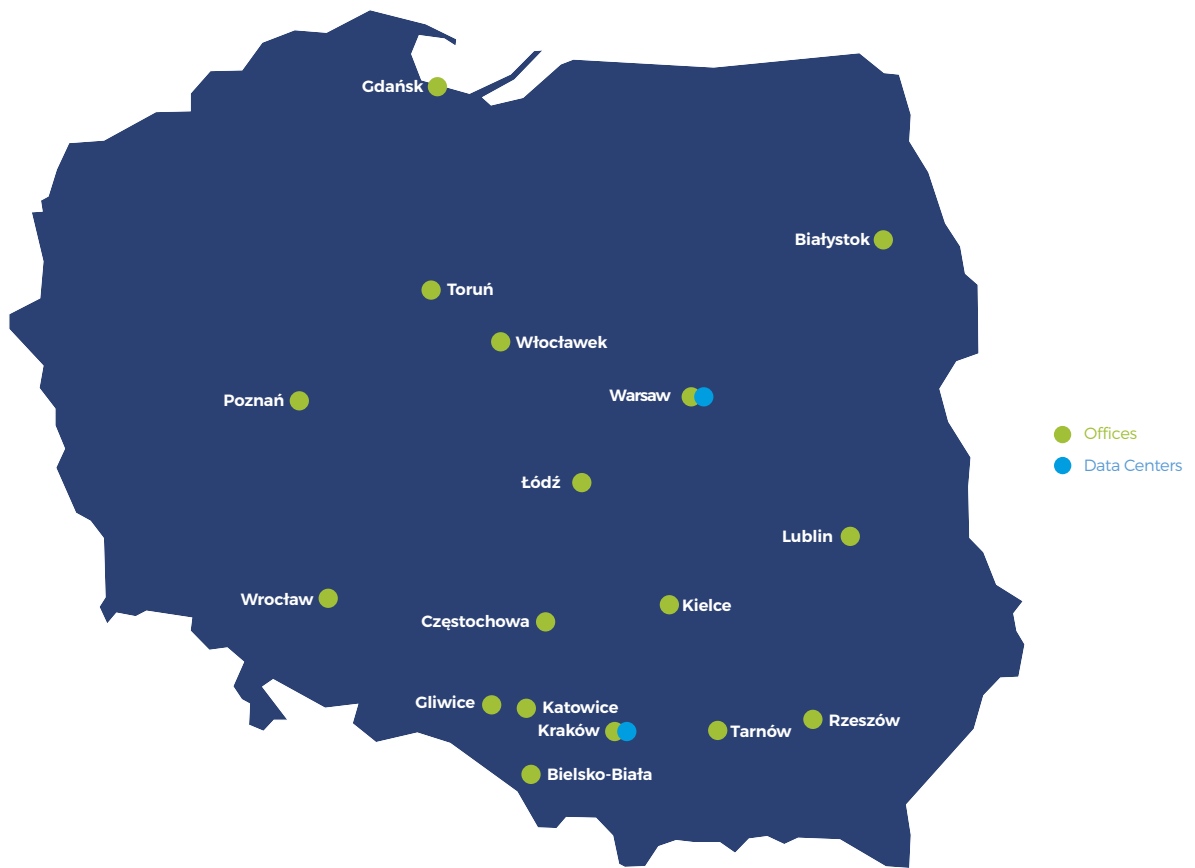 Gdańsk
Białystok
Toruń
Włocławek
Warsaw
Poznań
Offices
Data Centers
Łódź
Lublin
Wrocław
Kielce
Częstochowa
Gliwice
Katowice
Kraków
Rzeszów
Tarnów
Bielsko-Biała